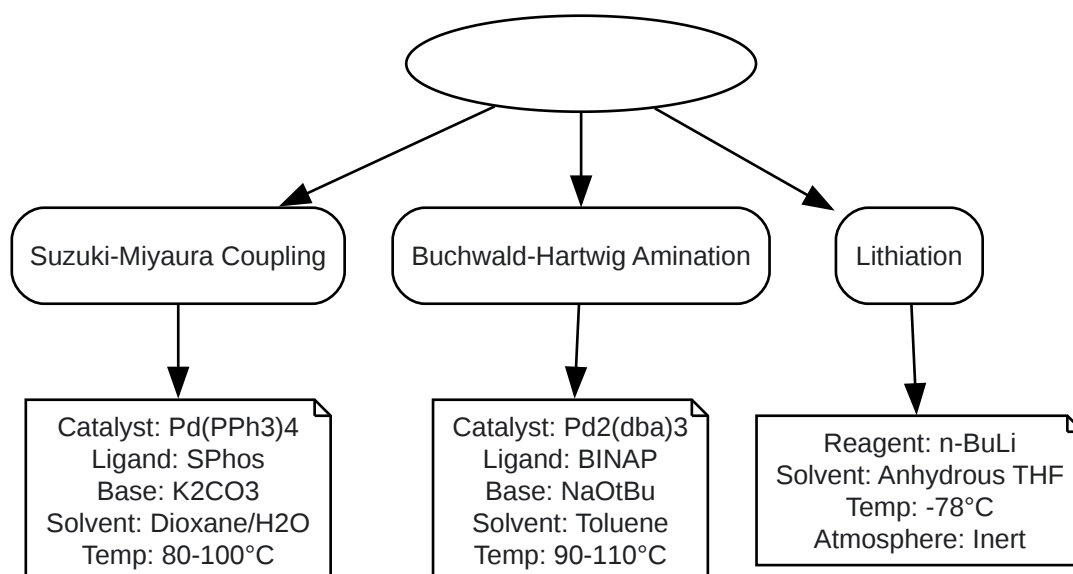 Suzuki-Miyaura Coupling
Buchwald-Hartwig Amination
Lithiation
Catalyst: Pd(PPh3)4
Ligand: SPhos
Base: K2CO3
Solvent: Dioxane/H2O
Temp: 80-100°C
Catalyst: Pd2(dba)3
Ligand: BINAP
Base: NaOtBu
Solvent: Toluene
Temp: 90-110°C
Reagent: n-BuLi
Solvent: Anhydrous THF
Temp: -78°C
Atmosphere: Inert